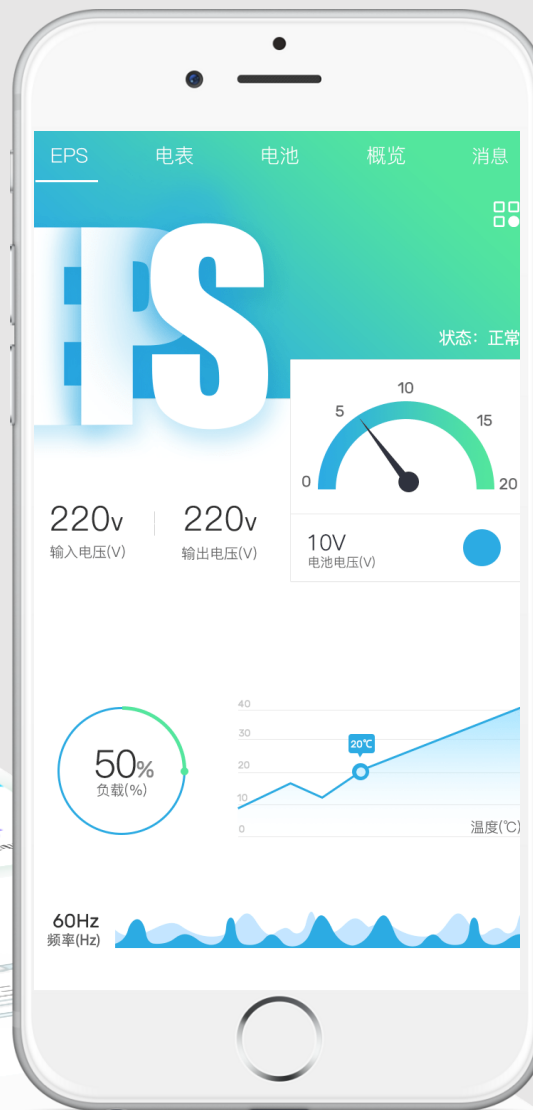 EPS 电表 电池 概览 消息
EPS
状态：正常
0 5 10 15 20
220v 220v
输入电压(V) 输出电压(V)
10V
电池电压(V)
50%
负载(%)
40
30
20
10
0
20℃
温度(℃)
60Hz
频率(Hz)